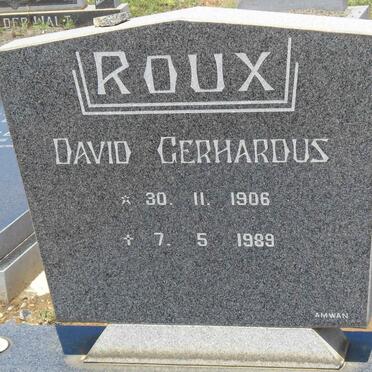 DER WALT
ROUX
DAVID GERHARDUS
* 30. 11. 1906
† 7. 5 1989
AMWAN